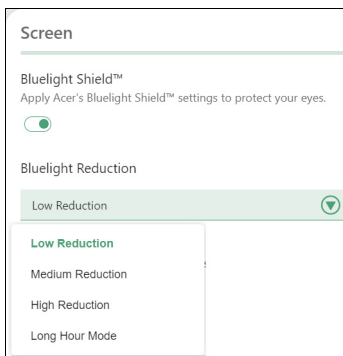 Screen
Bluelight Shield™
Apply Acer's Bluelight Shield™ settings to protect your eyes.
Bluelight Reduction
Low Reduction
Low Reduction
Medium Reduction
High Reduction
Long Hour Mode